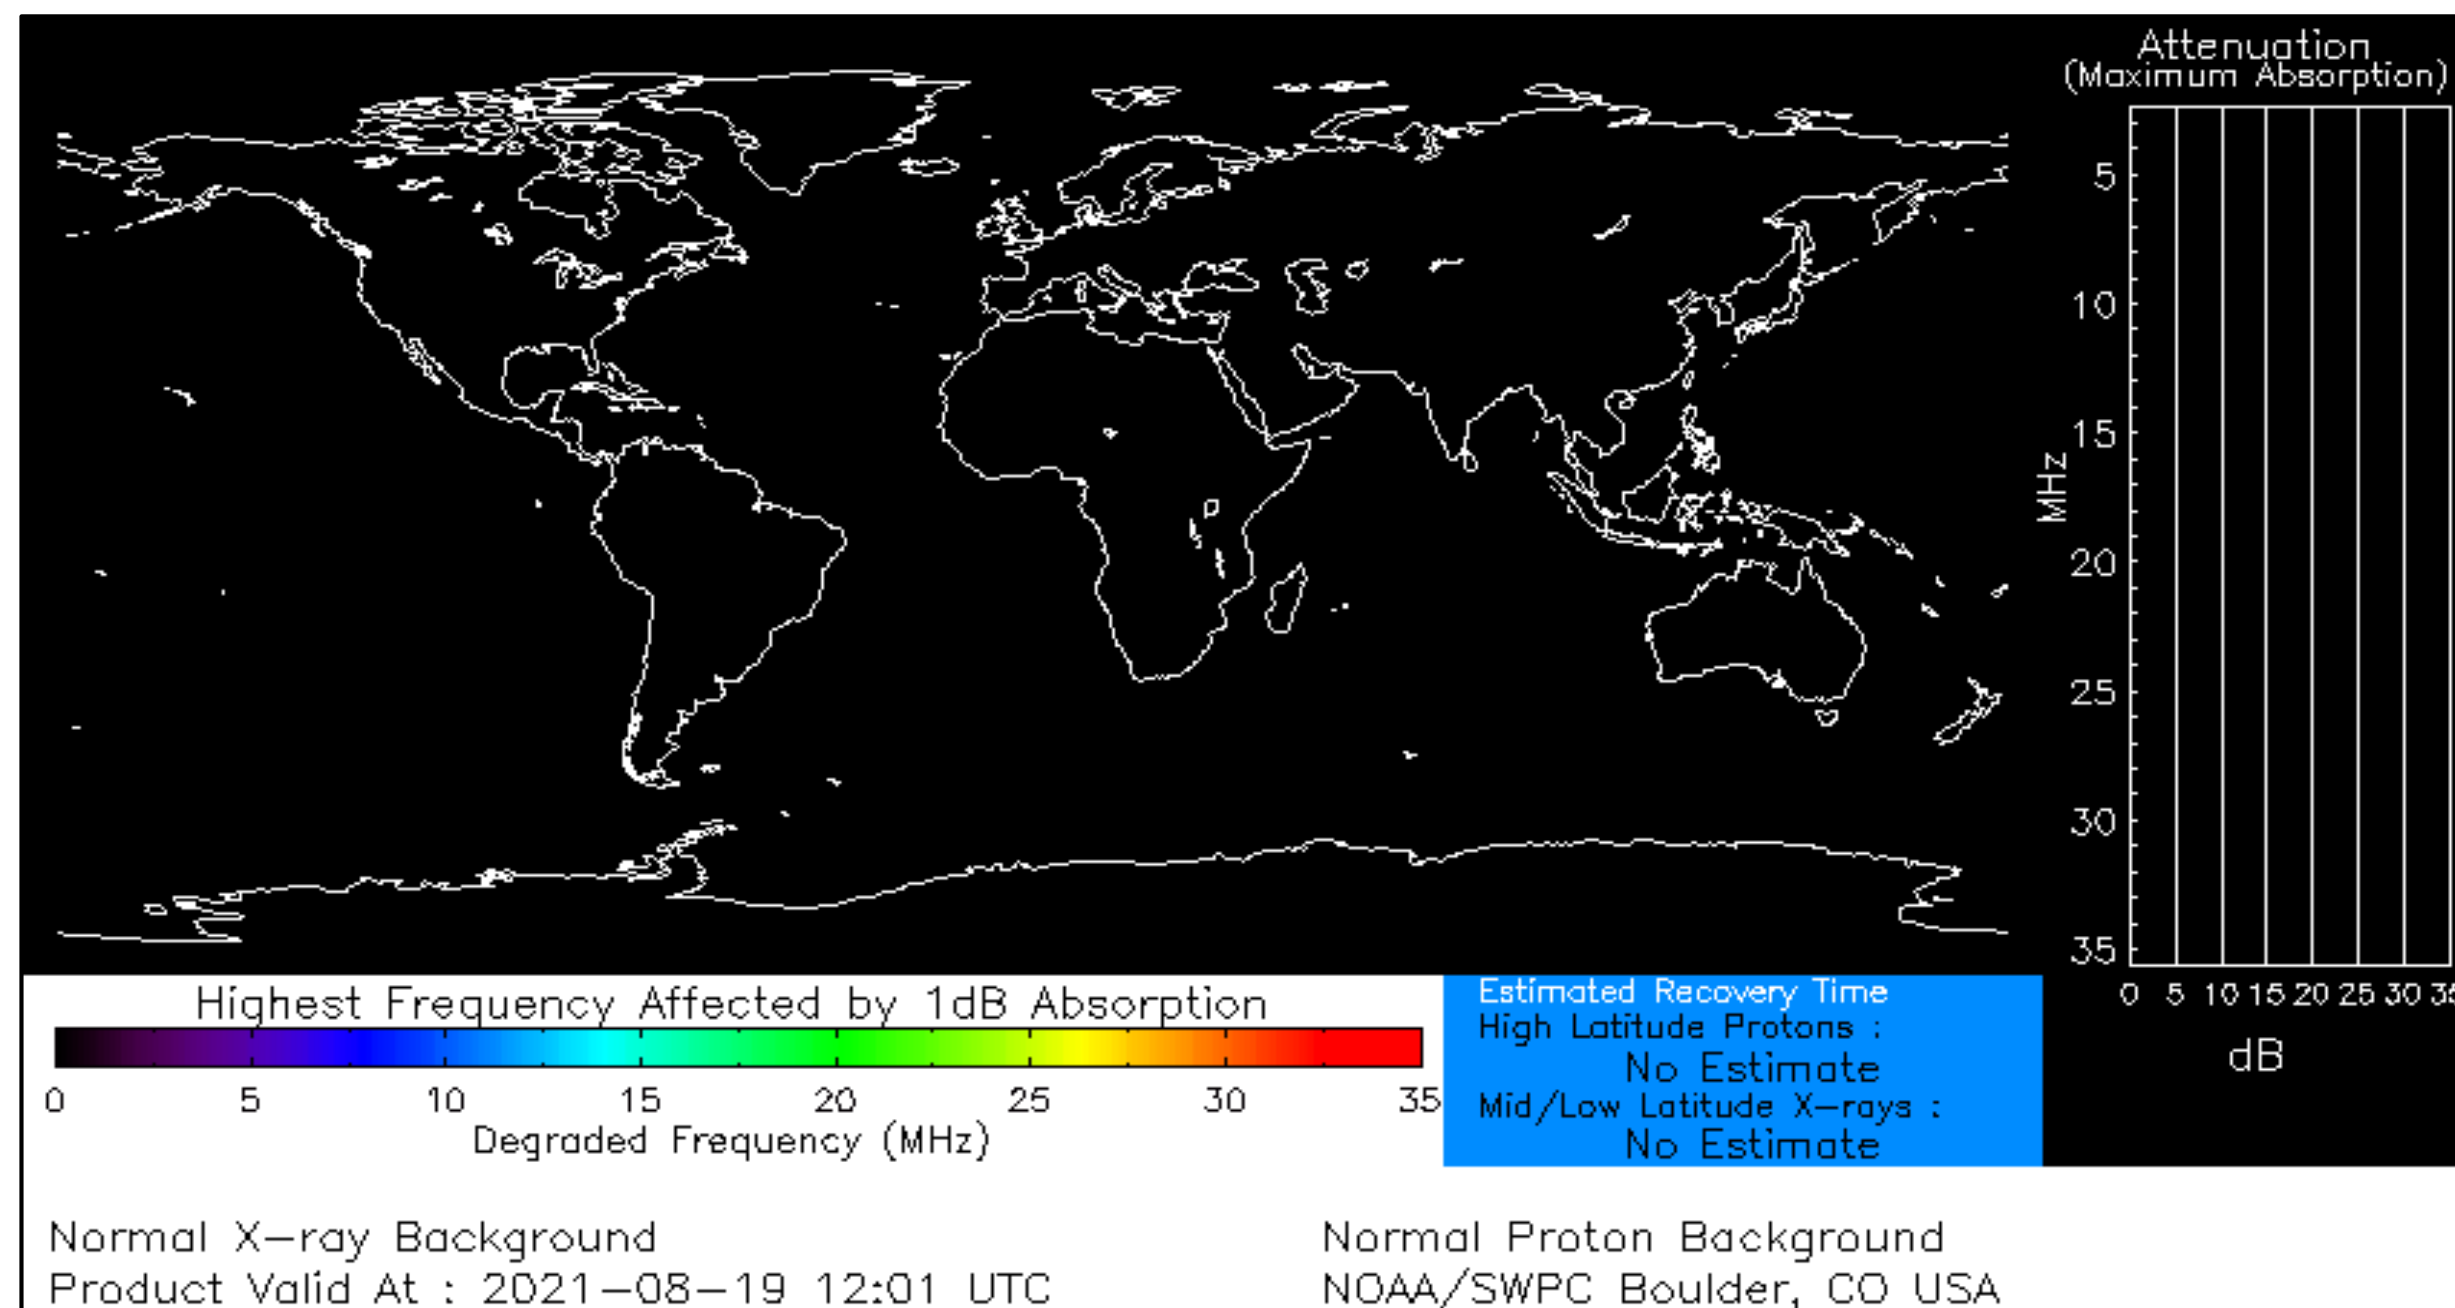 Attenuation
(Maximum Absorption)
5
10
15
MHz
20
25
30
35
0 5 10 15 20 25 30 35
dB
Highest Frequency Affected by 1dB Absorption
0 5 10 15 20 25 30 35
Degraded Frequency (MHz)
Estimated Recovery Time
High Latitude Protons :
No Estimate
Mid/Low Latitude X-rays :
No Estimate
Normal X-ray Background
Normal Proton Background
Product Valid At : 2021-08-19 12:01 UTC
NOAA/SWPC Boulder, CO USA